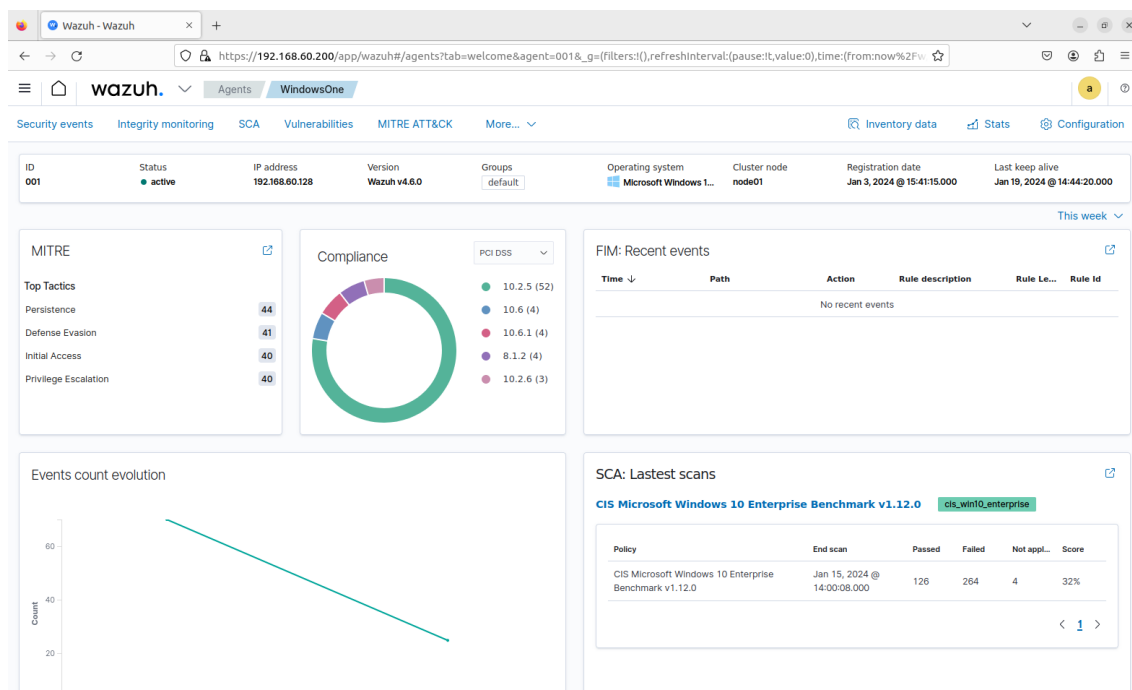 Wazuh - Wazuh
https://192.168.60.200/app/wazuh#/agents?tab=welcome&agent=001&_g=(filters:!(),refreshInterval:(pause:!t,value:0),time:(from:now%2Fw
wazuh. Agents WindowsOne a
Security events Integrity monitoring SCA Vulnerabilities MITRE ATT&CK More... Inventory data Stats Configuration
ID Status IP address Version Groups Operating system Cluster node Registration date Last keep alive
001 active 192.168.60.128 Wazuh v4.6.0 default Microsoft Windows 1... node01 Jan 3, 2024 @ 15:41:15.000 Jan 19, 2024 @ 14:44:20.000
This week
MITRE
Top Tactics
Persistence 44
Defense Evasion 41
Initial Access 40
Privilege Escalation 40
Compliance PCI DSS
10.2.5 (52)
10.6 (4)
10.6.1 (4)
8.1.2 (4)
10.2.6 (3)
FIM: Recent events
Time Path Action Rule description Rule Le... Rule Id
No recent events
Events count evolution
60
40
20
Count
SCA: Lastest scans
CIS Microsoft Windows 10 Enterprise Benchmark v1.12.0 cis_win10_enterprise
Policy End scan Passed Failed Not appl... Score
CIS Microsoft Windows 10 Enterprise Jan 15, 2024 @ 126 264 4 32%
Benchmark v1.12.0 14:00:08.000
1